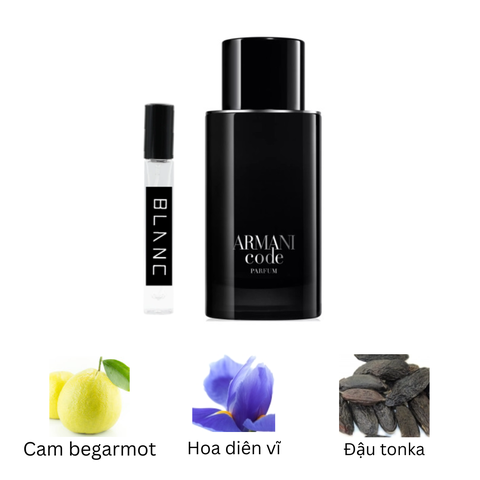 BLANC
ARMANI
code
PARFUM
Cam begarmot
Hoa diên vĩ
Đậu tonka